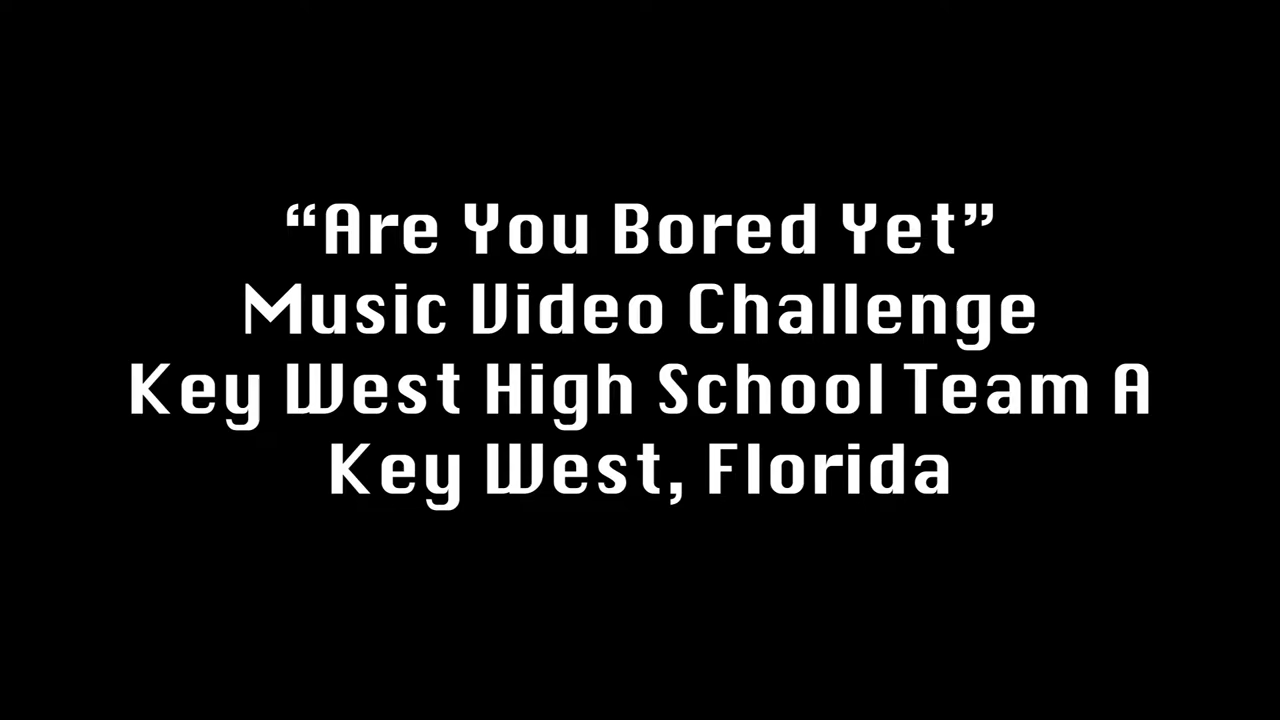 “Are You Bored Yet”
Music Video Challenge
Key West High School Team A
Key West, Florida